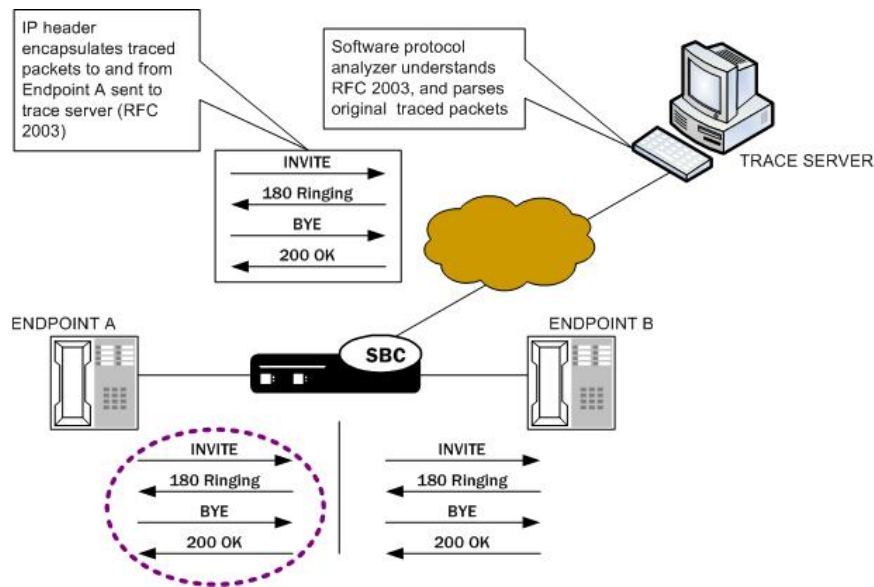 IP header
encapsulates traced
packets to and from
Endpoint A sent to
trace server (RFC
2003)
Software protocol
analyzer understands
RFC 2003, and parses
original traced packets
TRACE SERVER
INVITE
180 Ringing
BYE
200 OK
ENDPOINT A
ENDPOINT B
SBC
INVITE
180 Ringing
BYE
200 OK
INVITE
180 Ringing
BYE
200 OK